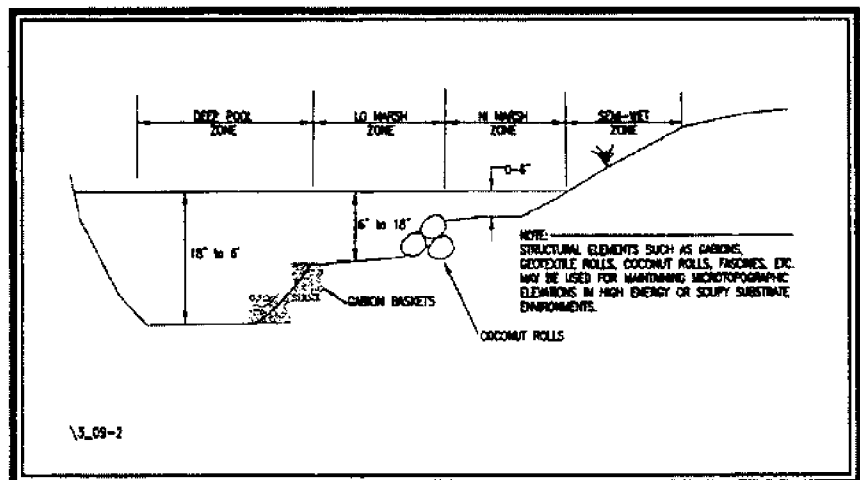 DEEP POOL ZONE
LO MARSH ZONE
HI MARSH ZONE
SEMI-WET ZONE
0-6"
6" to 18"
18" to 6'
NOTE:
STRUCTURAL ELEMENTS SUCH AS GABIONS,
GEOTEXTILE ROLLS, COCONUT ROLLS, FASCINES, ETC.
MAY BE USED FOR MAINTAINING MICROTOPOGRAPHIC
ELEVATIONS IN HIGH ENERGY OR SOUPY SUBSTRATE
ENVIRONMENTS.
GABION BASKETS
COCONUT ROLLS
\3_09-2